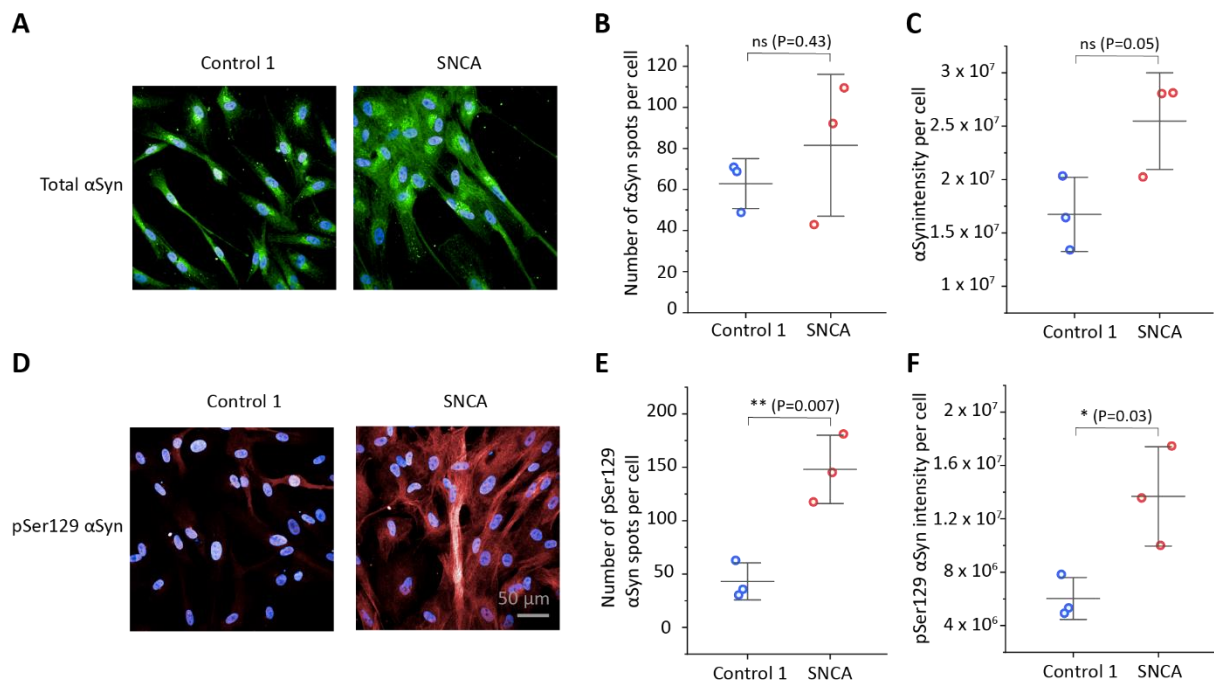 A
Control 1
SNCA
Total αSyn
B
ns (P=0.43)
Number of αSyn spots per cell
120
100
80
60
40
20
0
Control 1
SNCA
C
ns (P=0.05)
αSynintensity per cell
3 x 10⁷
2.5 x 10⁷
2 x 10⁷
1.5 x 10⁷
1 x 10⁷
Control 1
SNCA
D
Control 1
SNCA
pSer129 αSyn
50 µm
E
** (P=0.007)
Number of pSer129
αSyn spots per cell
200
150
100
50
0
Control 1
SNCA
F
* (P=0.03)
pSer129 αSyn intensity per cell
2 x 10⁷
1.6 x 10⁷
1.2 x 10⁷
8 x 10⁶
4 x 10⁶
Control 1
SNCA